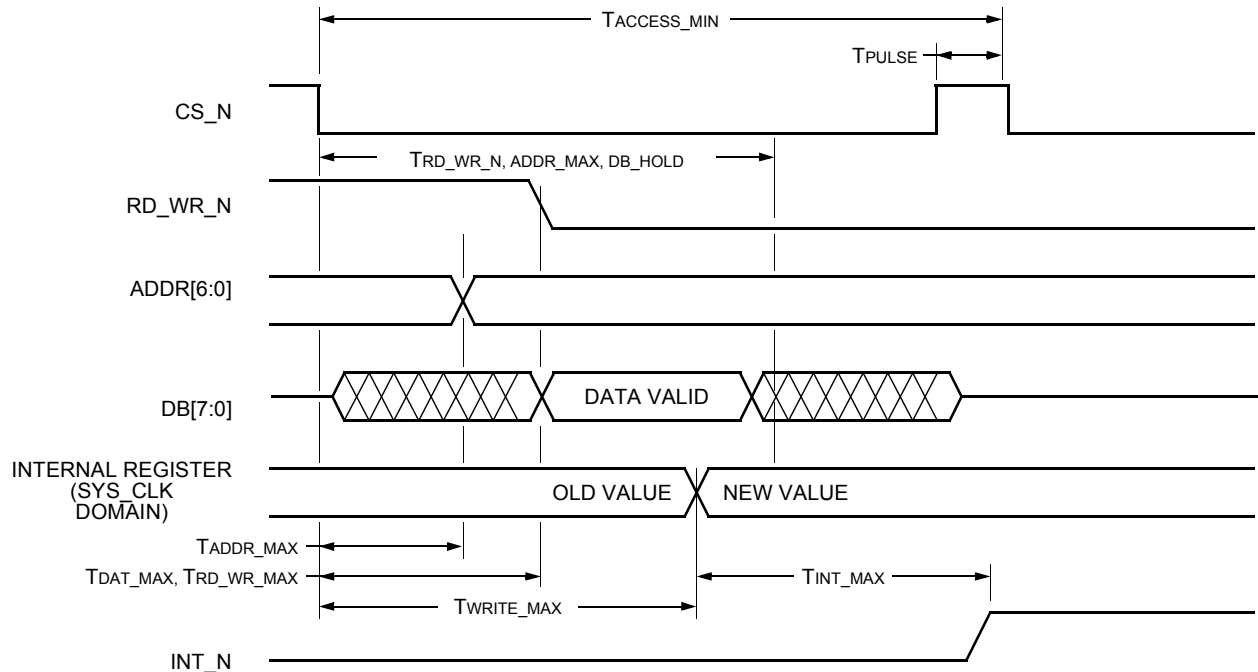 TACCESS_MIN
TPULSE
CS_N
TRD_WR_N, ADDR_MAX, DB_HOLD
RD_WR_N
ADDR[6:0]
DATA VALID
DB[7:0]
INTERNAL REGISTER
(SYS_CLK
DOMAIN)
OLD VALUE
NEW VALUE
TADDR_MAX
TDAT_MAX, TRD_WR_MAX
TINT_MAX
TWRITE_MAX
INT_N